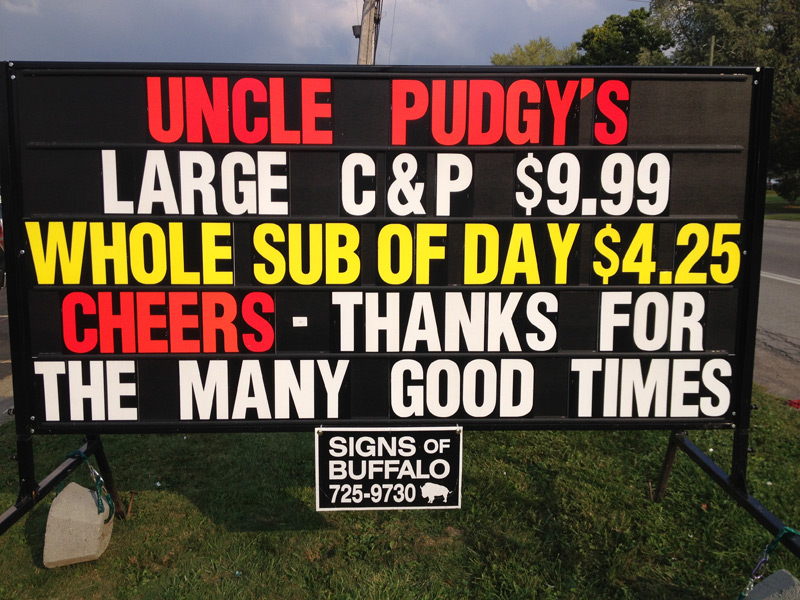 UNCLE PUDGY'S
LARGE C&P $9.99
WHOLE SUB OF DAY $4.25
CHEERS - THANKS FOR
THE MANY GOOD TIMES
SIGNS OF
BUFFALO
725-9730